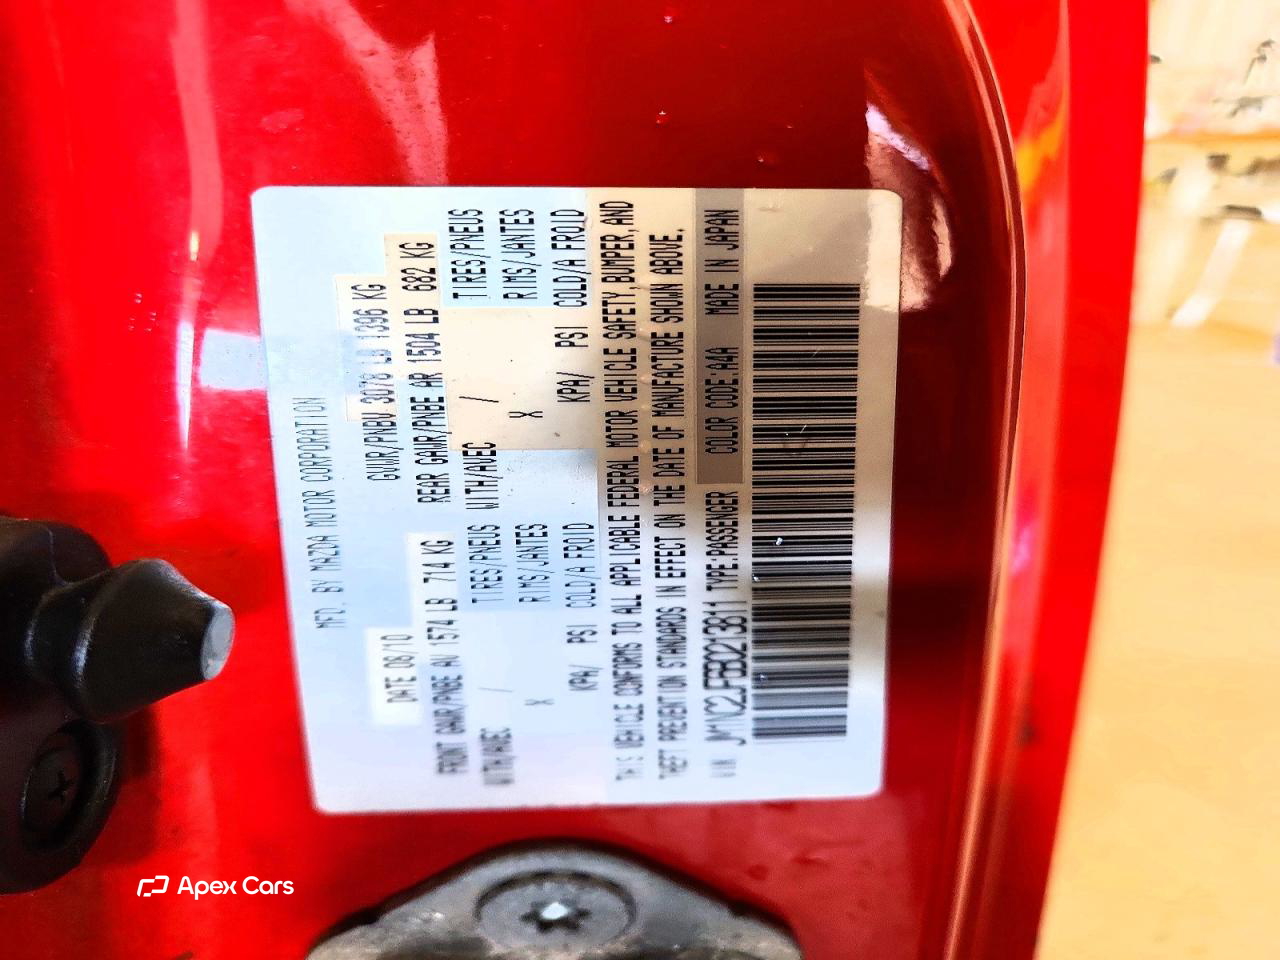 MFD. BY MAZDA MOTOR CORPORATION
DATE 08/10 GVWR/PNBV 3078 LB 1396 KG
FRONT GAWR/PNBE AV 1574 LB 714 KG REAR GAWR/PNBE AR 1504 LB 682 KG
WITH/AVEC / TIRES/PNEUS WITH/AVEC / TIRES/PNEUS
X RIMS/JANTES X RIMS/JANTES
KPA/ PSI COLD/A FROID KPA/ PSI COLD/A FROID
THIS VEHICLE CONFORMS TO ALL APPLICABLE FEDERAL MOTOR VEHICLE SAFETY, BUMPER, AND
THEFT PREVENTION STANDARDS IN EFFECT ON THE DATE OF MANUFACTURE SHOWN ABOVE.
VIN TYPE:PASSENGER COLOR CODE:A4A MADE IN JAPAN
Apex Cars